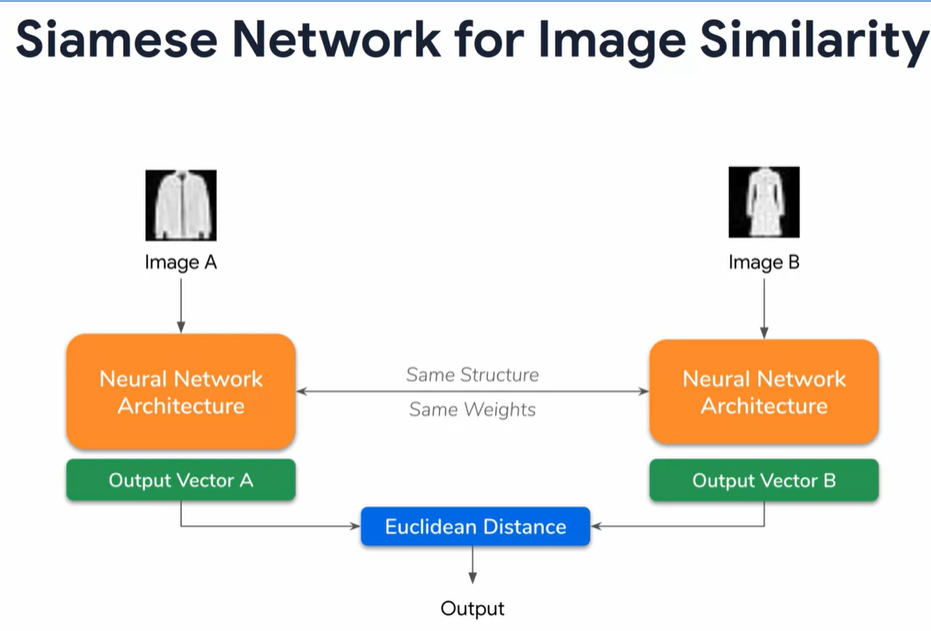 Siamese Network for Image Similarity
Image A
Image B
Neural Network
Architecture
Same Structure
Same Weights
Neural Network
Architecture
Output Vector A
Output Vector B
Euclidean Distance
Output